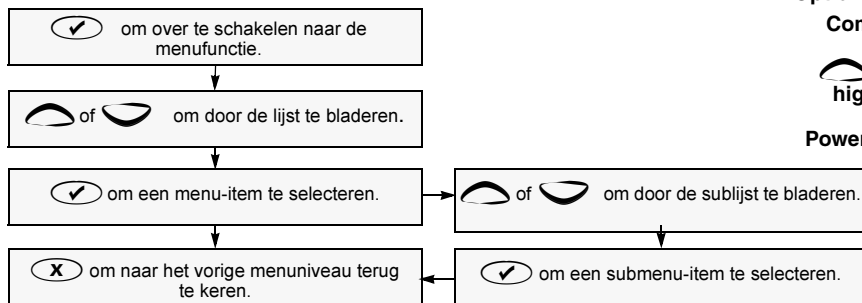 ✔ om over te schakelen naar de
menufunctie.
of om door de lijst te bladeren.
✔ om een menu-item te selecteren.
of om door de sublijst te bladeren.
X om naar het vorige menuniveau terug
te keren.
✔ om een submenu-item te selecteren.
hig
Power